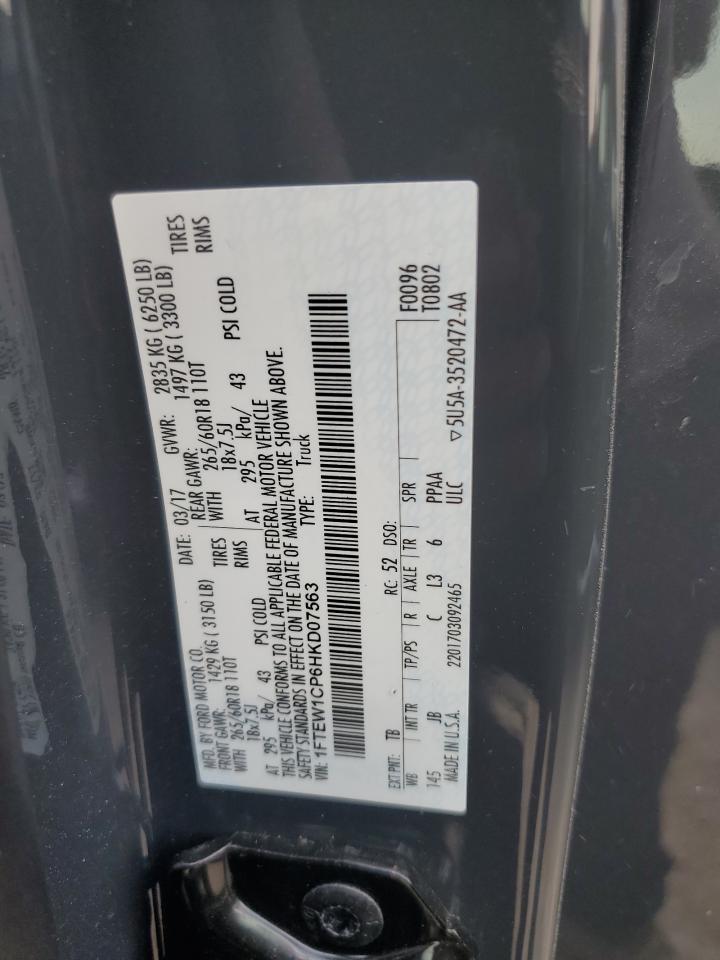 MFD. BY FORD MOTOR CO.
DATE: 03/17 GVWR: 2835 KG ( 6250 LB)
FRONT GAWR: 1429 KG ( 3150 LB) REAR GAWR: 1497 KG ( 3300 LB)
WITH 265/60R18 110T TIRES WITH 265/60R18 110T TIRES
18x7.5J RIMS 18x7.5J RIMS
AT 295 kPa/ 43 PSI COLD AT 295 kPa/ 43 PSI COLD
THIS VEHICLE CONFORMS TO ALL APPLICABLE FEDERAL MOTOR VEHICLE
SAFETY STANDARDS IN EFFECT ON THE DATE OF MANUFACTURE SHOWN ABOVE.
VIN: 1FTEW1CP6HKD07563 TYPE: Truck
EXT PNT: TB RC: 52 DSO: F0096
WB INT TR TP/PS R AXLE TR SPR T0802
145 JB C L3 6 PPAA
MADE IN U.S.A. 2201703092465 ULC ▽5U5A-3520472-AA